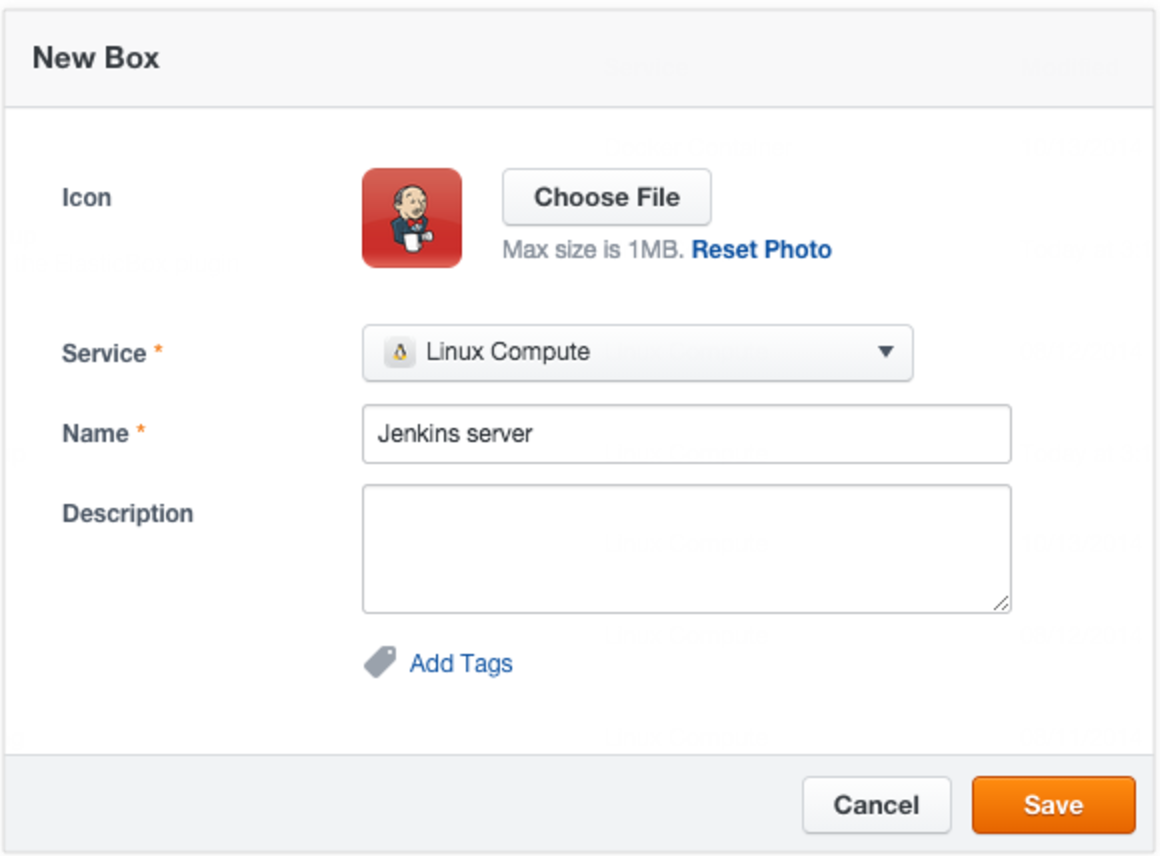 New Box
Icon
Choose File
Max size is 1MB. Reset Photo
Service *
Linux Compute
Name *
Jenkins server
Description
Add Tags
Cancel
Save